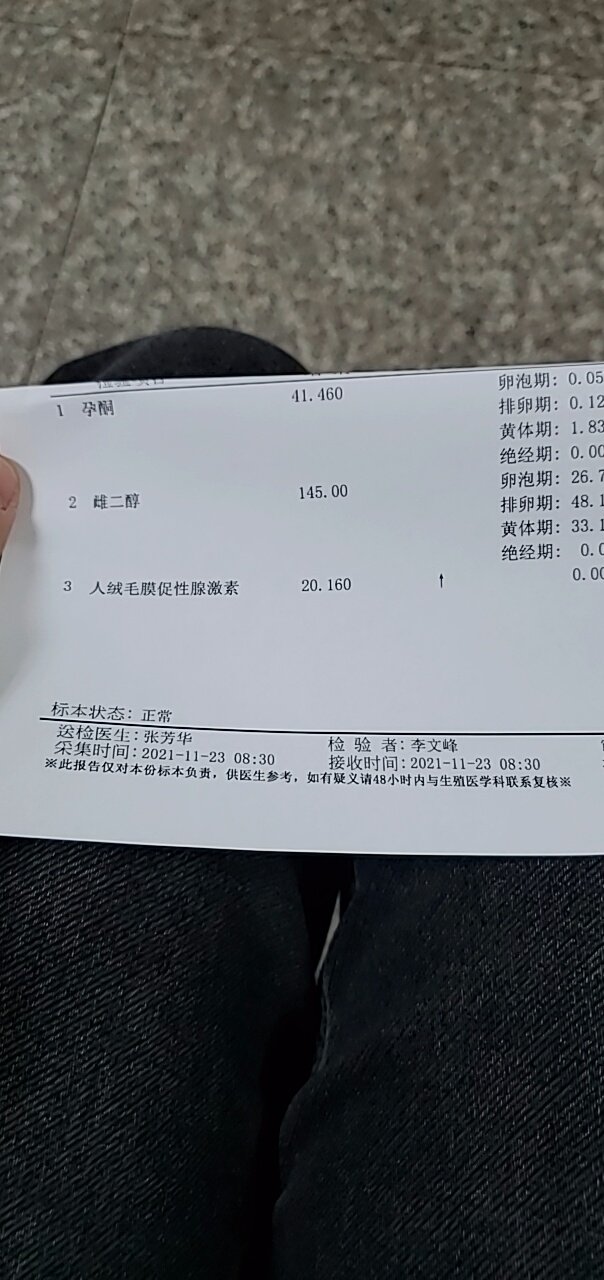 1 孕酮 41.460 卵泡期: 0.05
排卵期: 0.12
黄体期: 1.83
绝经期: 0.00
2 雌二醇 145.00 卵泡期: 26.7
排卵期: 48.1
黄体期: 33.1
绝经期: 0.0
3 人绒毛膜促性腺激素 20.160 ↑ 0.00
标本状态: 正常
送检医生: 张芳华 检 验 者: 李文峰
采集时间: 2021-11-23 08:30 接收时间: 2021-11-23 08:30
※此报告仅对本份标本负责，供医生参考，如有疑义请48小时内与生殖医学科联系复核※